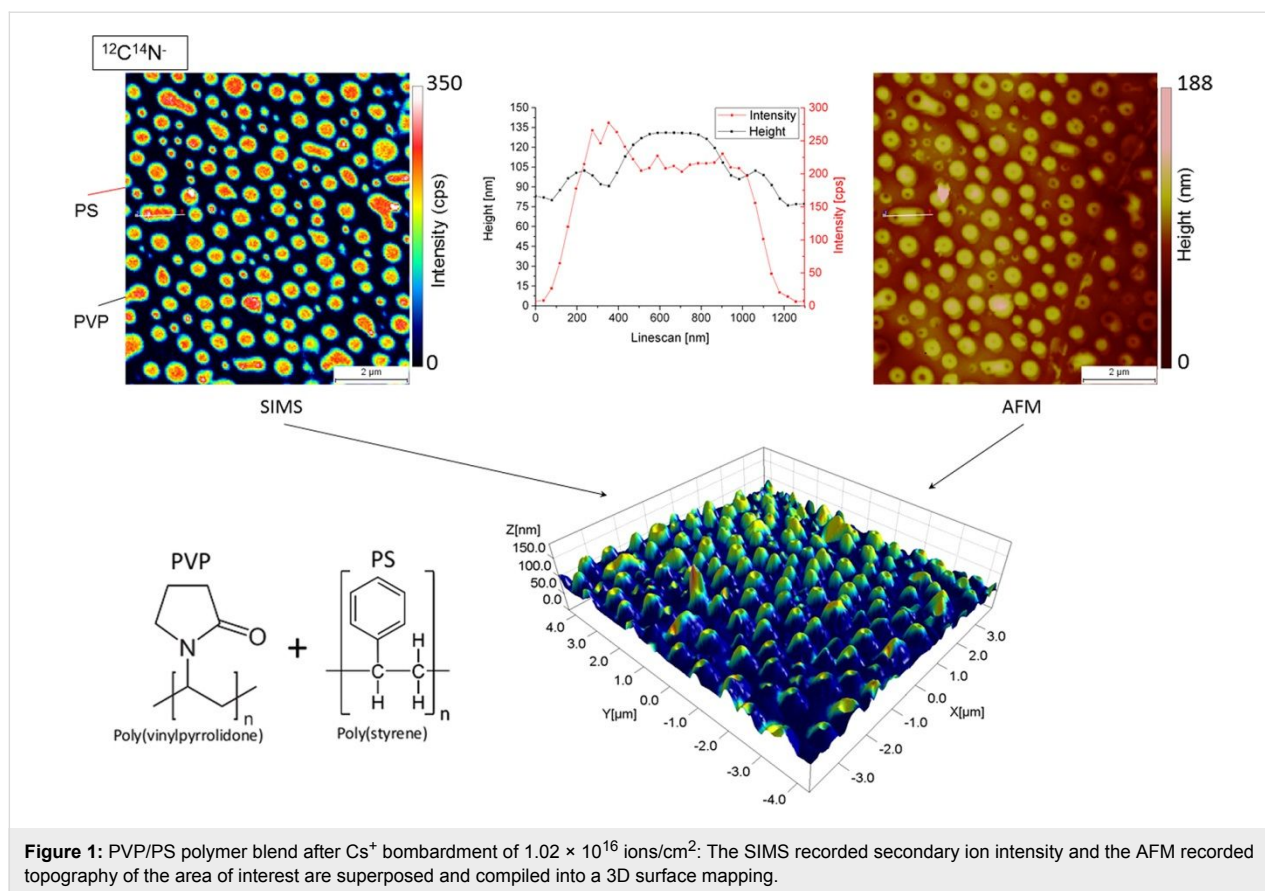 ¹²C¹⁴N⁻
350
Intensity (cps)
0
PS
PVP
2 µm
SIMS
150
135
120
105
90
75
60
45
30
15
0
Height [nm]
Intensity
Height
300
250
200
150
100
50
0
Intensity [cps]
0 200 400 600 800 1000 1200
Linescan [nm]
188
Height (nm)
0
2 µm
AFM
PVP
N
O
n
Poly(vinylpyrrolidone)
+
PS
H
C C
H H
n
Poly(styrene)
Z[nm]
150.0
100.0
50.0
0.0
4.0
3.0
2.0
1.0
0.0
-1.0
-2.0
-3.0
-4.0
Y[µm]
3.0
2.0
1.0
0.0
-1.0
-2.0
-3.0
X[µm]
Figure 1: PVP/PS polymer blend after Cs⁺ bombardment of 1.02 × 10¹⁶ ions/cm²: The SIMS recorded secondary ion intensity and the AFM recorded
topography of the area of interest are superposed and compiled into a 3D surface mapping.